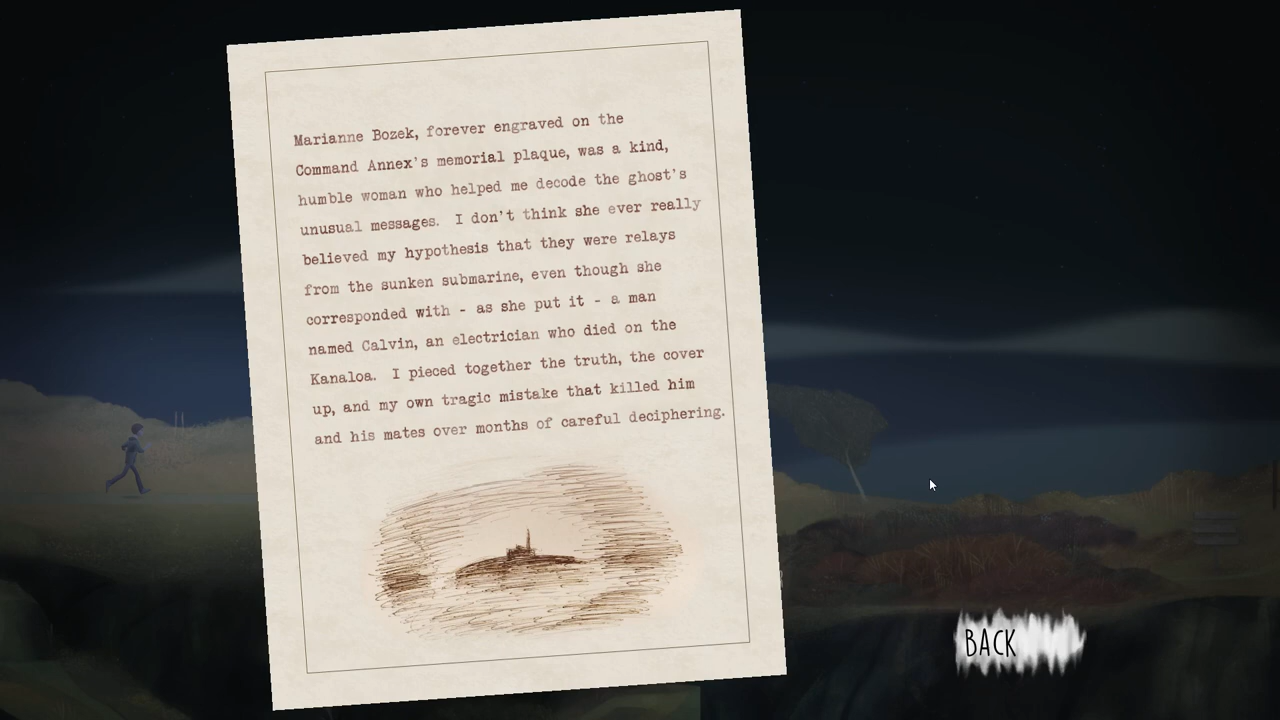 Marianne Bozek, forever engraved on the
Command Annex's memorial plaque, was a kind,
humble woman who helped me decode the ghost's
unusual messages.  I don't think she ever really
believed my hypothesis that they were relays
from the sunken submarine, even though she
corresponded with - as she put it - a man
named Calvin, an electrician who died on the
Kanaloa.  I pieced together the truth, the cover
up, and my own tragic mistake that killed him
and his mates over months of careful deciphering.
BACK